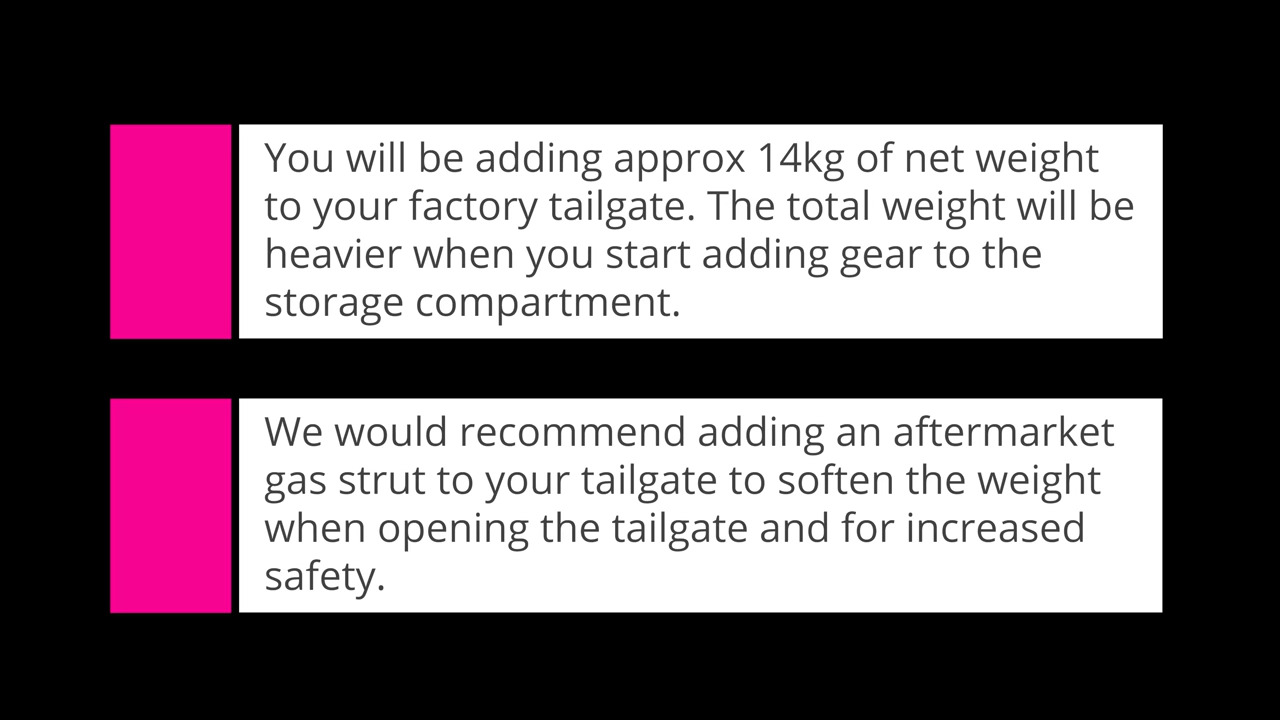 You will be adding approx 14kg of net weight
to your factory tailgate. The total weight will be
heavier when you start adding gear to the
storage compartment.
We would recommend adding an aftermarket
gas strut to your tailgate to soften the weight
when opening the tailgate and for increased
safety.